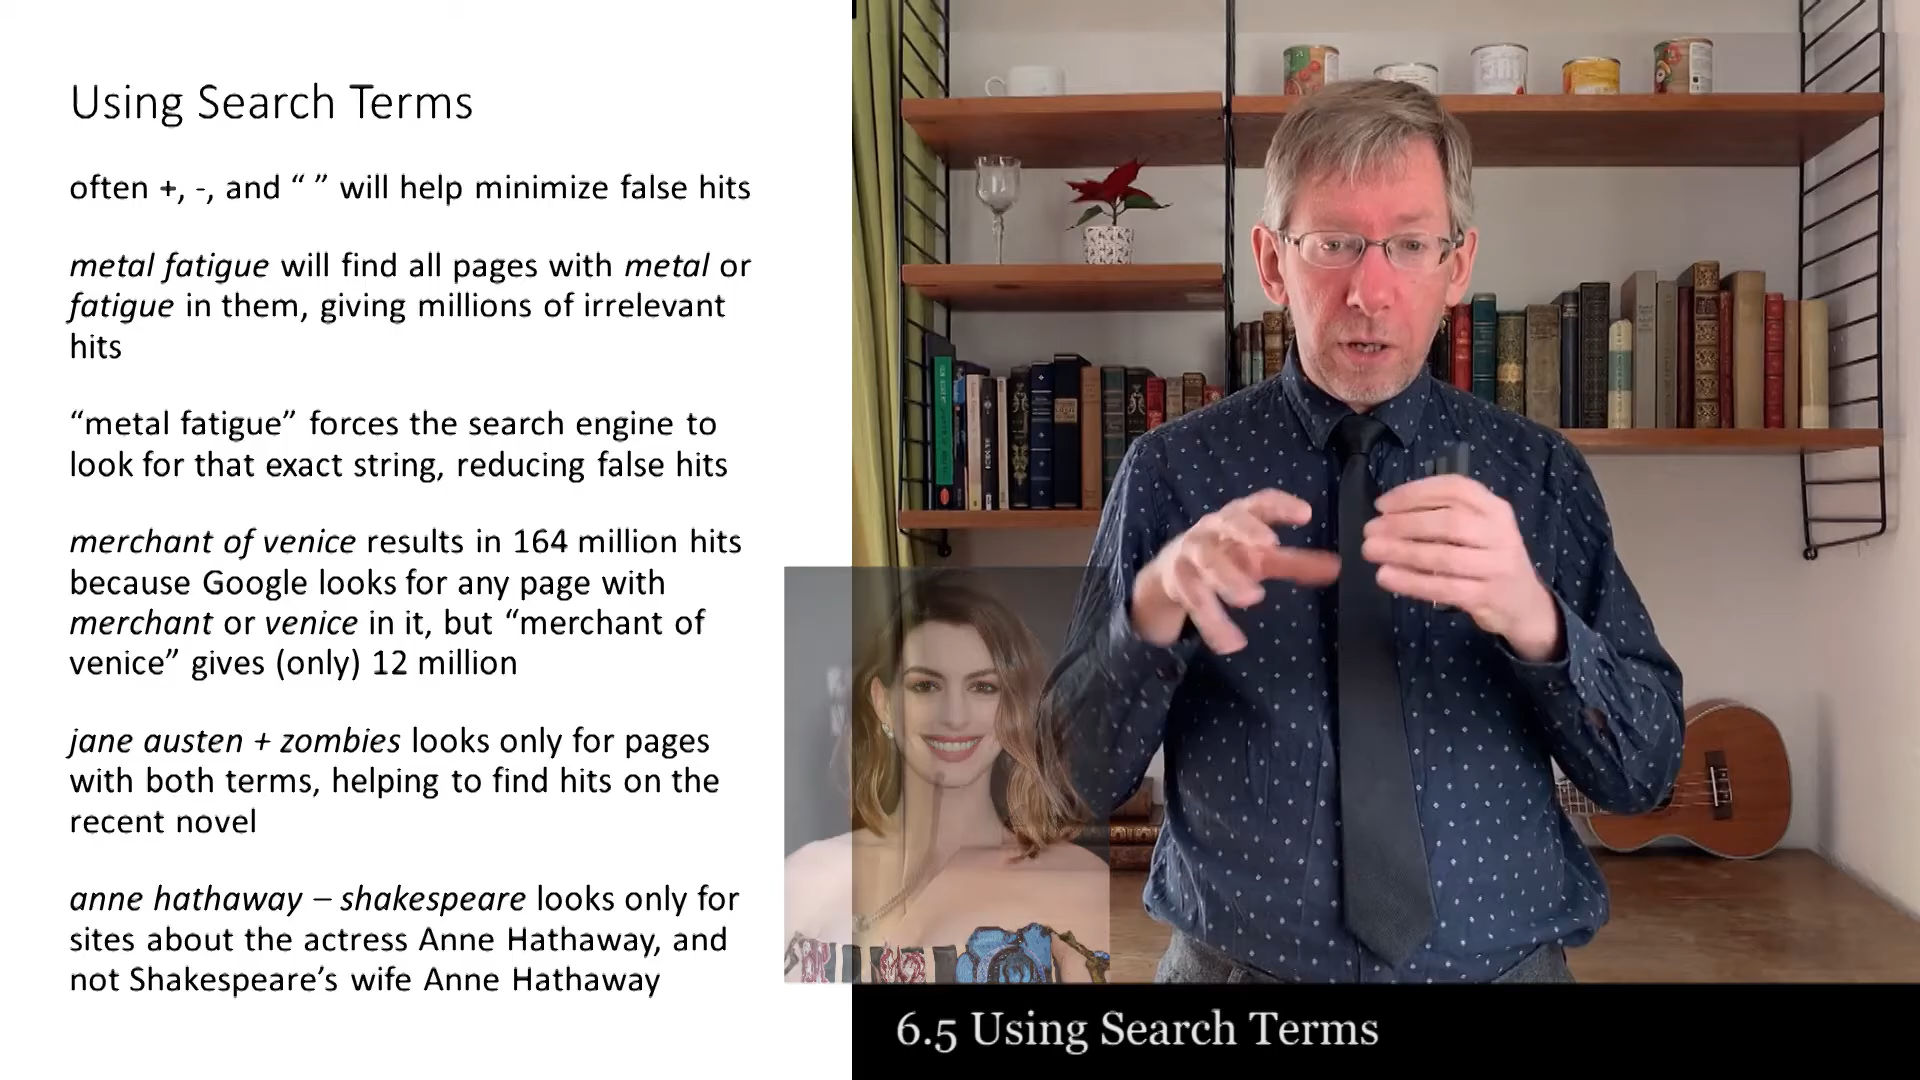 Using Search Terms
often +, -, and “ ” will help minimize false hits
metal fatigue will find all pages with metal or
fatigue in them, giving millions of irrelevant
hits
“metal fatigue” forces the search engine to
look for that exact string, reducing false hits
merchant of venice results in 164 million hits
because Google looks for any page with
merchant or venice in it, but “merchant of
venice” gives (only) 12 million
jane austen + zombies looks only for pages
with both terms, helping to find hits on the
recent novel
anne hathaway – shakespeare looks only for
sites about the actress Anne Hathaway, and
not Shakespeare’s wife Anne Hathaway
6.5 Using Search Terms